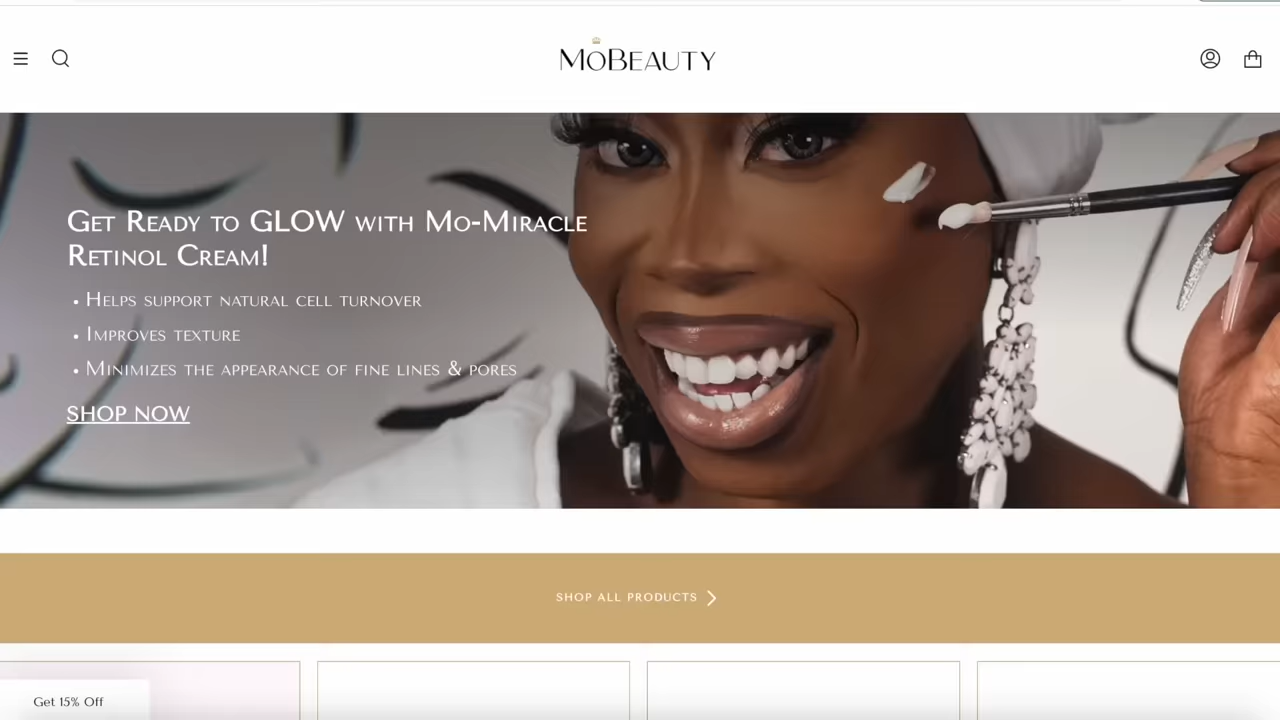 MOBEAUTY
GET READY TO GLOW WITH MO-MIRACLE
RETINOL CREAM!
• HELPS SUPPORT NATURAL CELL TURNOVER
• IMPROVES TEXTURE
• MINIMIZES THE APPEARANCE OF FINE LINES & PORES
SHOP NOW
SHOP ALL PRODUCTS
Get 15% Off